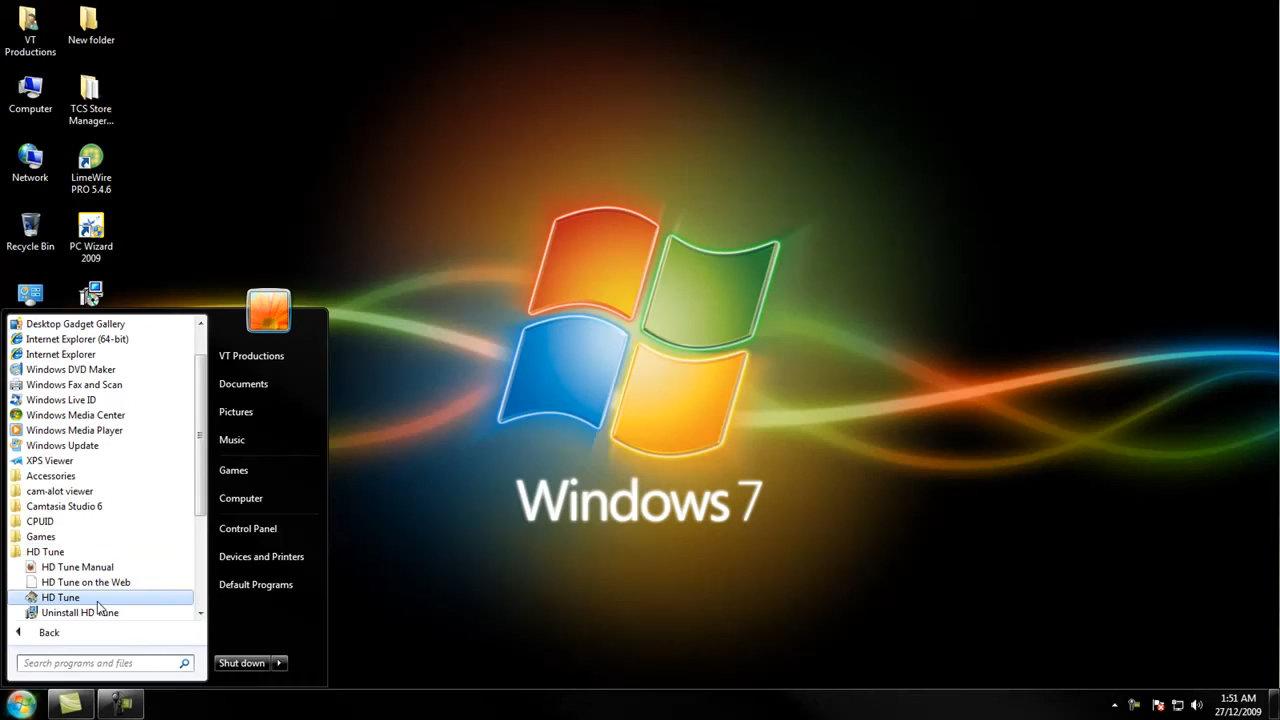 VT
Productions
New folder
Computer
TCS Store
Manager...
Network
LimeWire
PRO 5.4.6
Recycle Bin
PC Wizard
2009
Desktop Gadget Gallery
Internet Explorer (64-bit)
Internet Explorer
Windows DVD Maker
Windows Fax and Scan
Windows Live ID
Windows Media Center
Windows Media Player
Windows Update
XPS Viewer
Accessories
cam-alot viewer
Camtasia Studio 6
CPUID
Games
HD Tune
HD Tune Manual
HD Tune on the Web
HD Tune
Uninstall HD Tune
Back
Search programs and files
VT Productions
Documents
Pictures
Music
Games
Computer
Control Panel
Devices and Printers
Default Programs
Shut down
Windows 7
1:51 AM
27/12/2009